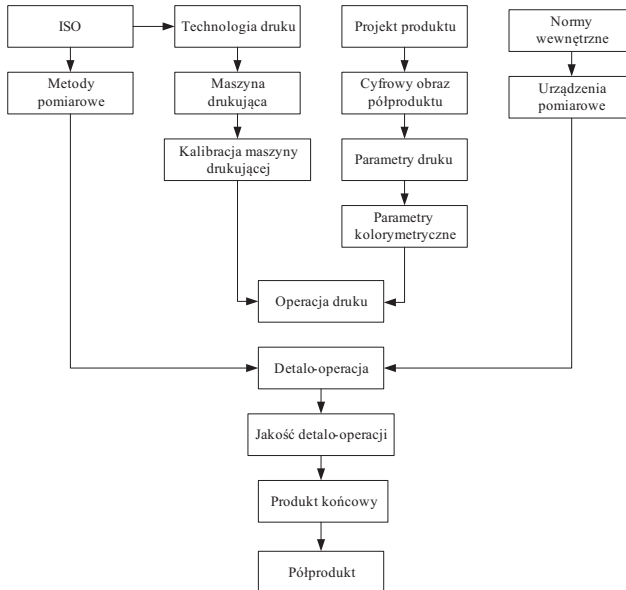 ISO
Technologia druku
Projekt produktu
Normy
wewnętrzne
Metody
pomiarowe
Maszyna
drukująca
Cyfrowy obraz
półproduktu
Urządzenia
pomiarowe
Kalibracja maszyny
drukującej
Parametry druku
Parametry
kolorymetryczne
Operacja druku
Detalo-operacja
Jakość detalo-operacji
Produkt końcowy
Półprodukt